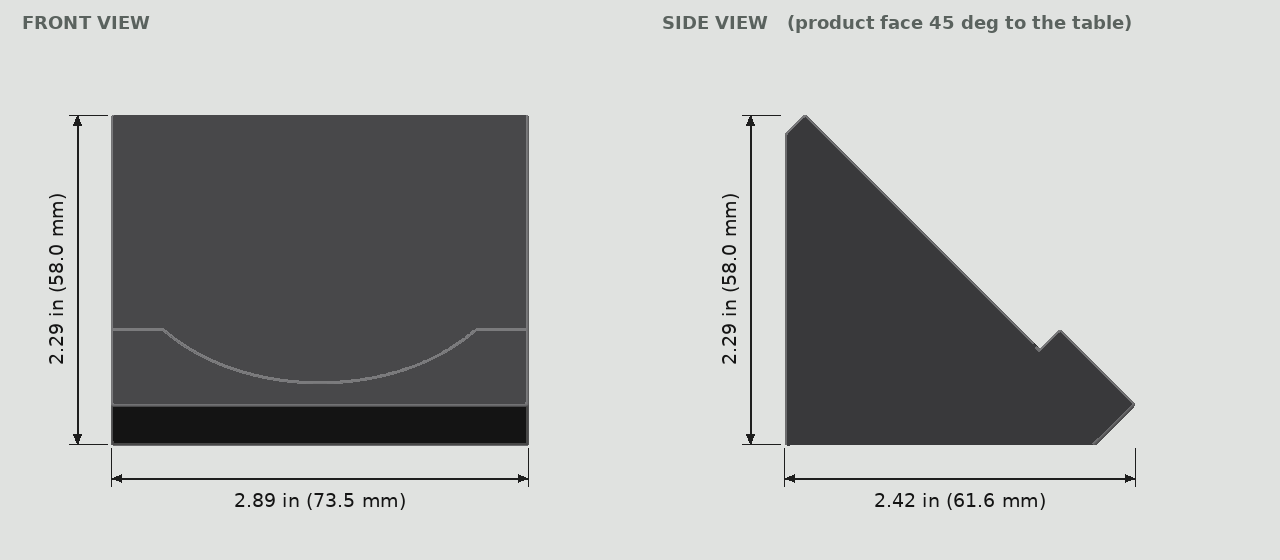 FRONT VIEW
SIDE VIEW (product face 45 deg to the table)
2.29 in (58.0 mm)
2.29 in (58.0 mm)
2.89 in (73.5 mm)
2.42 in (61.6 mm)